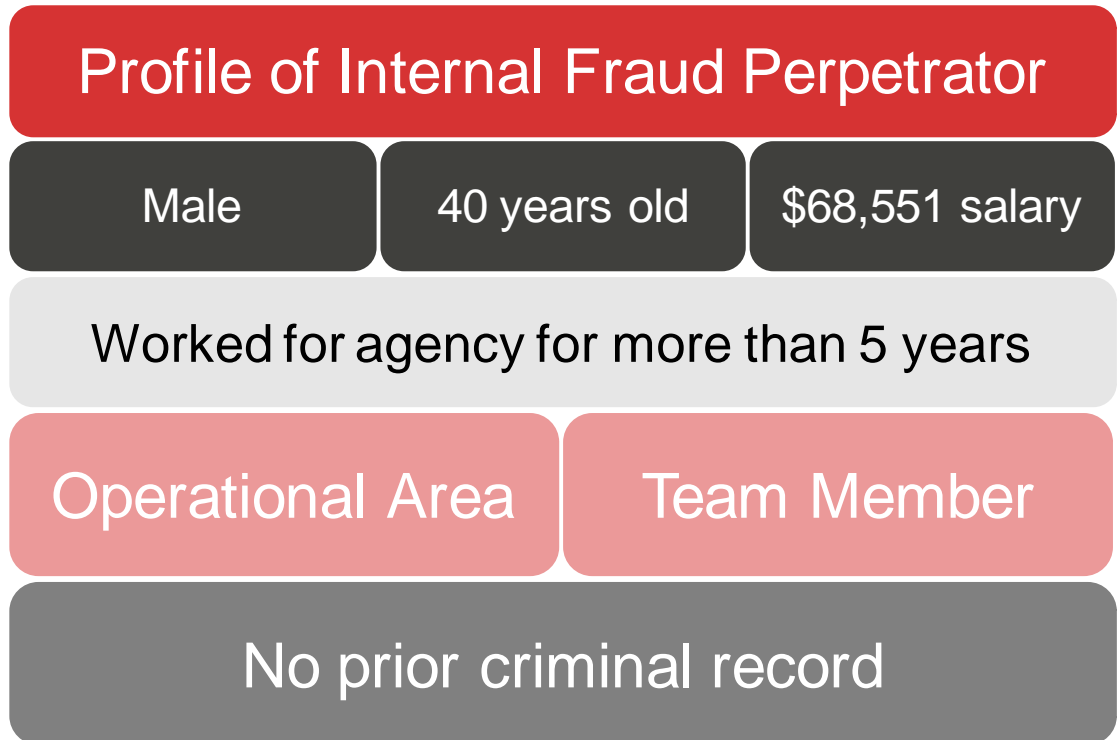 Profile of Internal Fraud Perpetrator
Male
40 years old
$68,551 salary
Worked for agency for more than 5 years
Operational Area
Team Member
No prior criminal record